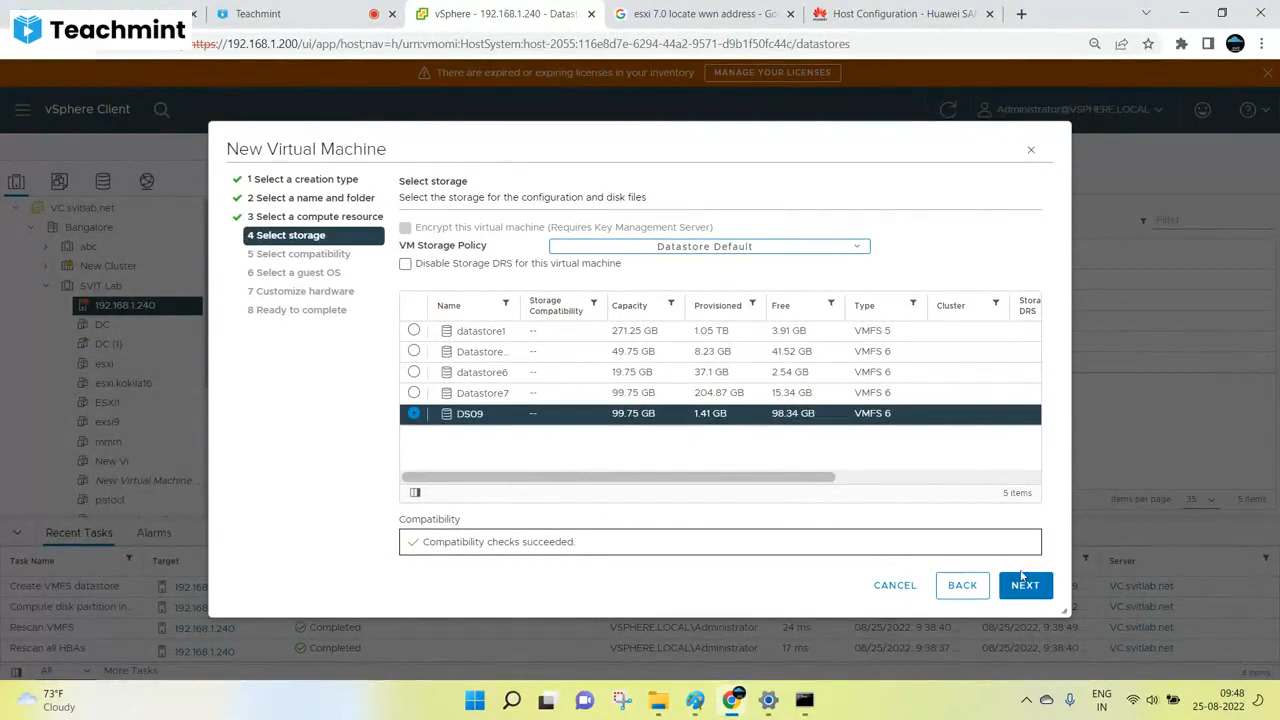 Teachmint
Teachmint
vSphere - 192.168.1.240 - Datas
esxi 7.0 locate wwn address
Host Configuration - Huawei SA
https://192.168.1.200/ui/app/host;nav=h/urn:vmomi:HostSystem:host-2055:116e8d7e-6294-44a2-9571-d9b1f50fc44c/datastores
There are expired or expiring licenses in your inventory
MANAGE YOUR LICENSES
vSphere Client
Administrator@VSPHERE.LOCAL
VC.svitlab.net
Bangalore
abc
New Cluster
SVIT Lab
192.168.1.240
DC
DC (1)
esxi
esxi.kokila16
ESXI1
exsi9
mmm
New Vi
New Virtual Machine ...
patocl
Filter
Items per page
35
5 items
New Virtual Machine
1 Select a creation type
2 Select a name and folder
3 Select a compute resource
4 Select storage
5 Select compatibility
6 Select a guest OS
7 Customize hardware
8 Ready to complete
Select storage
Select the storage for the configuration and disk files
Encrypt this virtual machine (Requires Key Management Server)
VM Storage Policy Datastore Default
Disable Storage DRS for this virtual machine
Name Storage Compatibility Capacity Provisioned Free Type Cluster Stora DRS
datastore1 -- 271.25 GB 1.05 TB 3.91 GB VMFS 5
Datastore... -- 49.75 GB 8.23 GB 41.52 GB VMFS 6
datastore6 -- 19.75 GB 37.1 GB 2.54 GB VMFS 6
Datastore7 -- 99.75 GB 204.87 GB 15.34 GB VMFS 6
DS09 -- 99.75 GB 1.41 GB 98.34 GB VMFS 6
5 items
Compatibility
Compatibility checks succeeded.
CANCEL BACK NEXT
Recent Tasks Alarms
Task Name Target Server
Create VMFS datastore 192.168 VC.svitlab.net
Compute disk partition in... 192.168 VC.svitlab.net
Rescan VMFS 192.168.1.240 Completed VSPHERE.LOCAL\Administrator 24 ms 08/25/2022, 9:38:40 ... 08/25/2022, 9:38:49... VC.svitlab.net
Rescan all HBAs 192.168.1.240 Completed VSPHERE.LOCAL\Administrator 17 ms 08/25/2022, 9:38:37 ... 08/25/2022, 9:38:40 ... VC.svitlab.net
All More Tasks
4 items
73°F
Cloudy
ENG
IN
09:48
25-08-2022